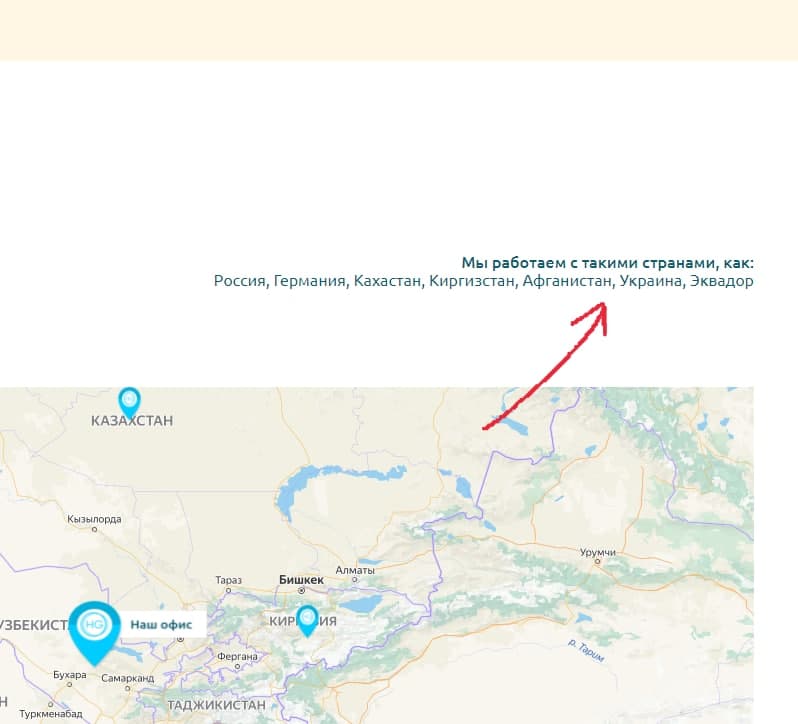 Мы работаем с такими странами, как:
Россия, Германия, Кахастан, Киргизстан, Афганистан, Украина, Эквадор
КАЗАХСТАН
Кызылорда
Урумчи
Алматы
Тараз
Бишкек
HG
Наш офис
УЗБЕКИСТ
р. Тарим
Фергана
Бухара
Самарканд
ТАДЖИКИСТАН
Туркменабад